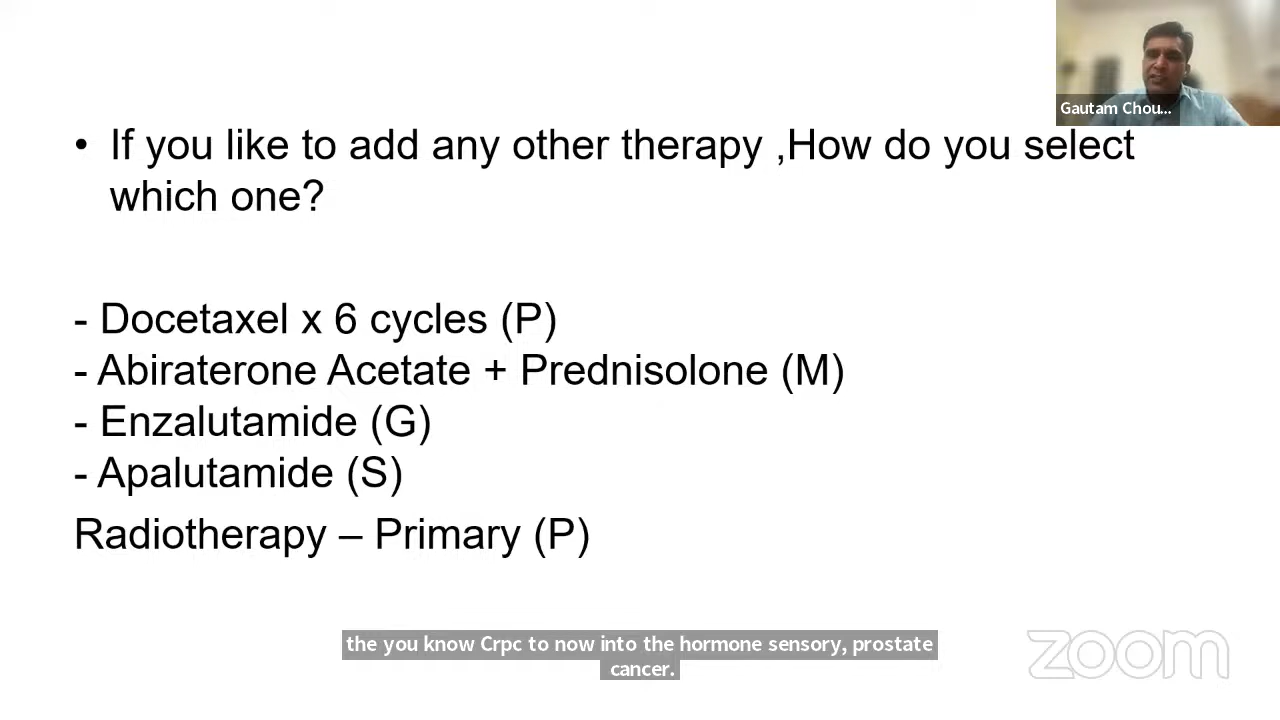 Gautam Chou...
• If you like to add any other therapy ,How do you select
which one?
- Docetaxel x 6 cycles (P)
- Abiraterone Acetate + Prednisolone (M)
- Enzalutamide (G)
- Apalutamide (S)
Radiotherapy – Primary (P)
the you know Crpc to now into the hormone sensory, prostate
cancer.
zoom